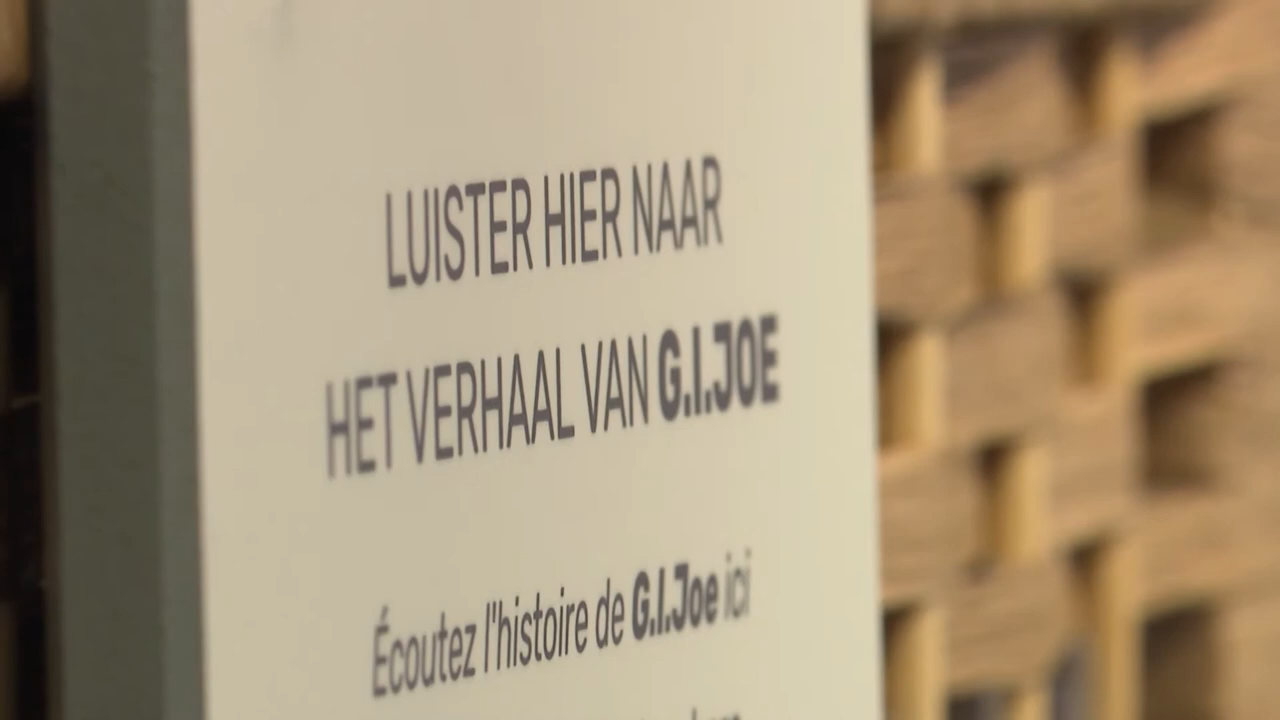 LUISTER HIER NAAR
HET VERHAAL VAN G.I.JOE
Écoutez l'histoire de G.I.Joe ici